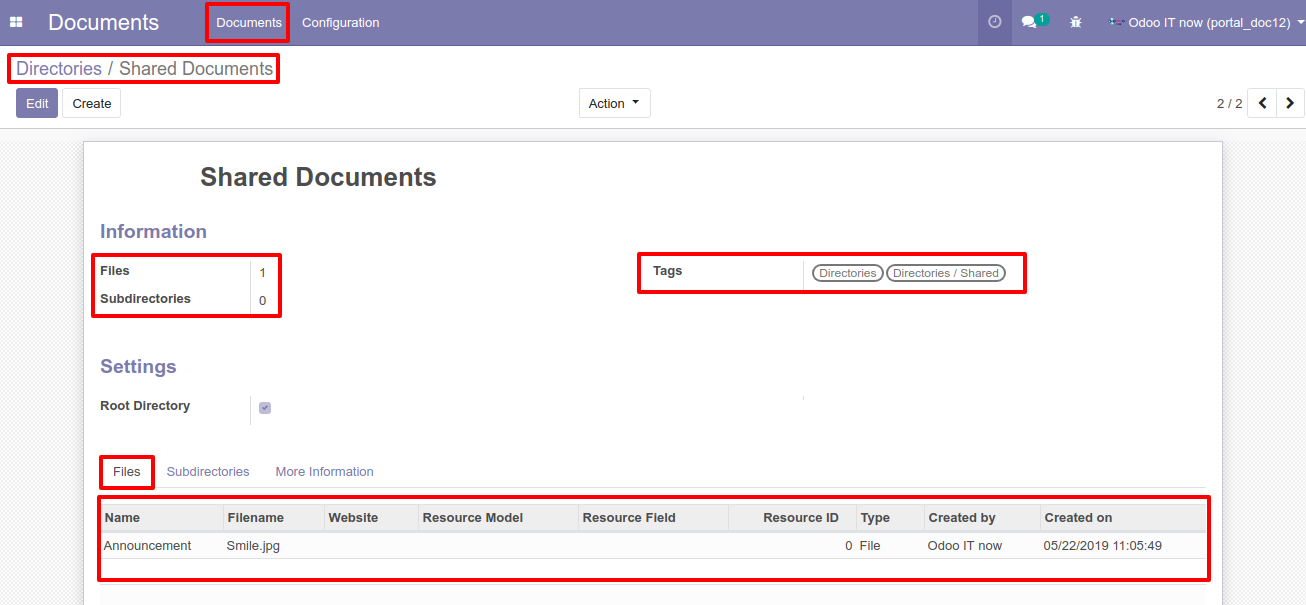 Documents Documents Configuration 1 Odoo IT now (portal_doc12)
Directories / Shared Documents
Edit Create Action 2 / 2
Shared Documents
Information
Files 1 Tags Directories Directories / Shared
Subdirectories 0
Settings
Root Directory
Files Subdirectories More Information
Name Filename Website Resource Model Resource Field Resource ID Type Created by Created on
Announcement Smile.jpg 0 File Odoo IT now 05/22/2019 11:05:49